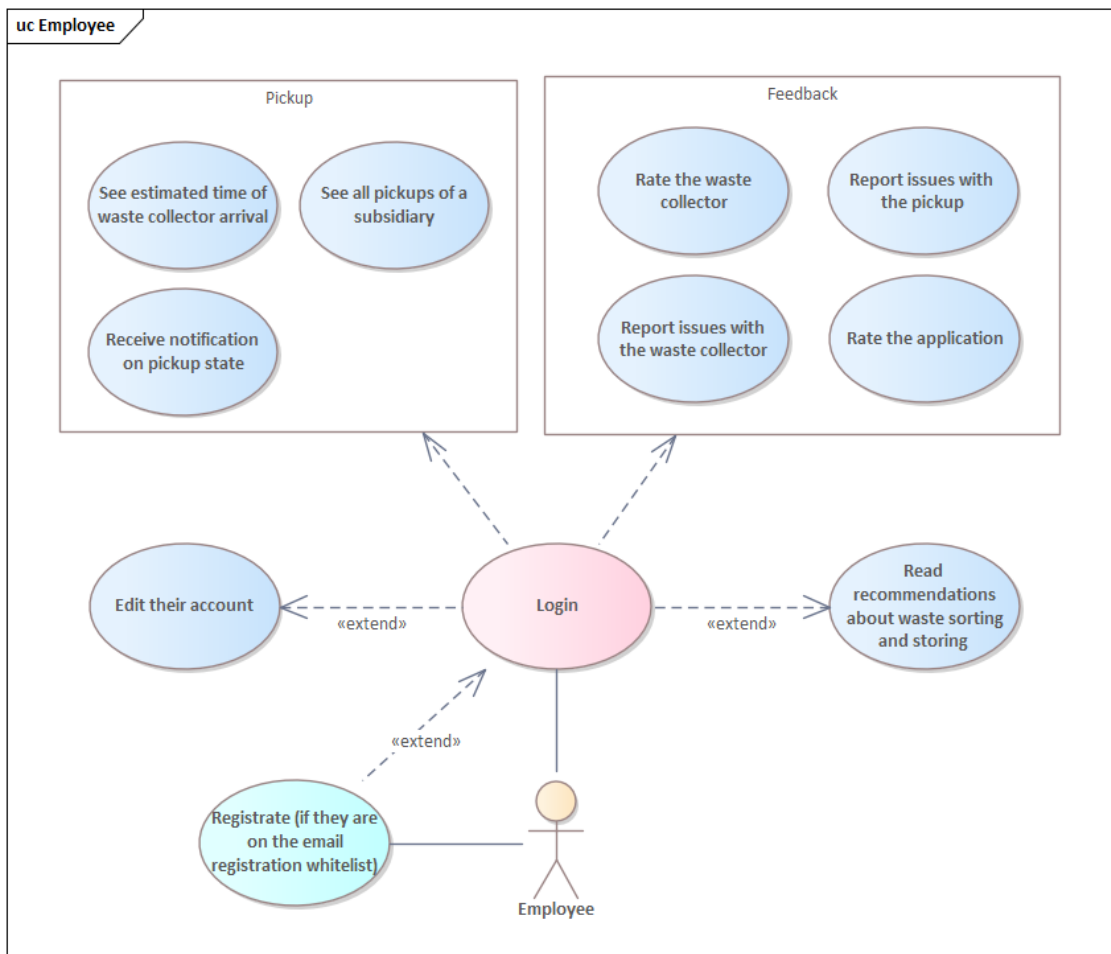 uc Employee
Pickup
See estimated time of
waste collector arrival
See all pickups of a
subsidiary
Receive notification
on pickup state
Feedback
Rate the waste
collector
Report issues with
the pickup
Report issues with
the waste collector
Rate the application
Edit their account
«extend»
Login
«extend»
Read
recommendations
about waste sorting
and storing
«extend»
Registrate (if they are
on the email
registration whitelist)
Employee